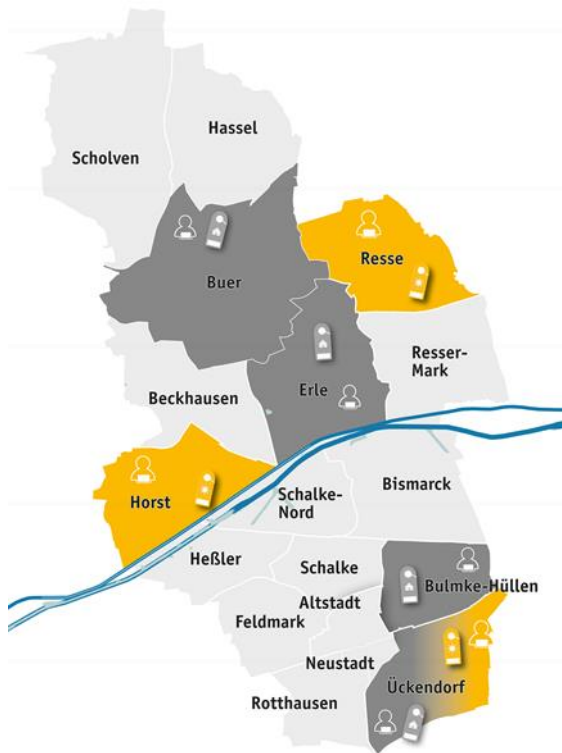 Hassel
Scholven
Resse
Buer
Resser-
Mark
Erle
Beckhausen
Horst
Schalke-
Nord
Bismarck
Heßler
Schalke
Bulmke-Hüllen
Altstadt
Feldmark
Neustadt
Ückendorf
Rotthausen